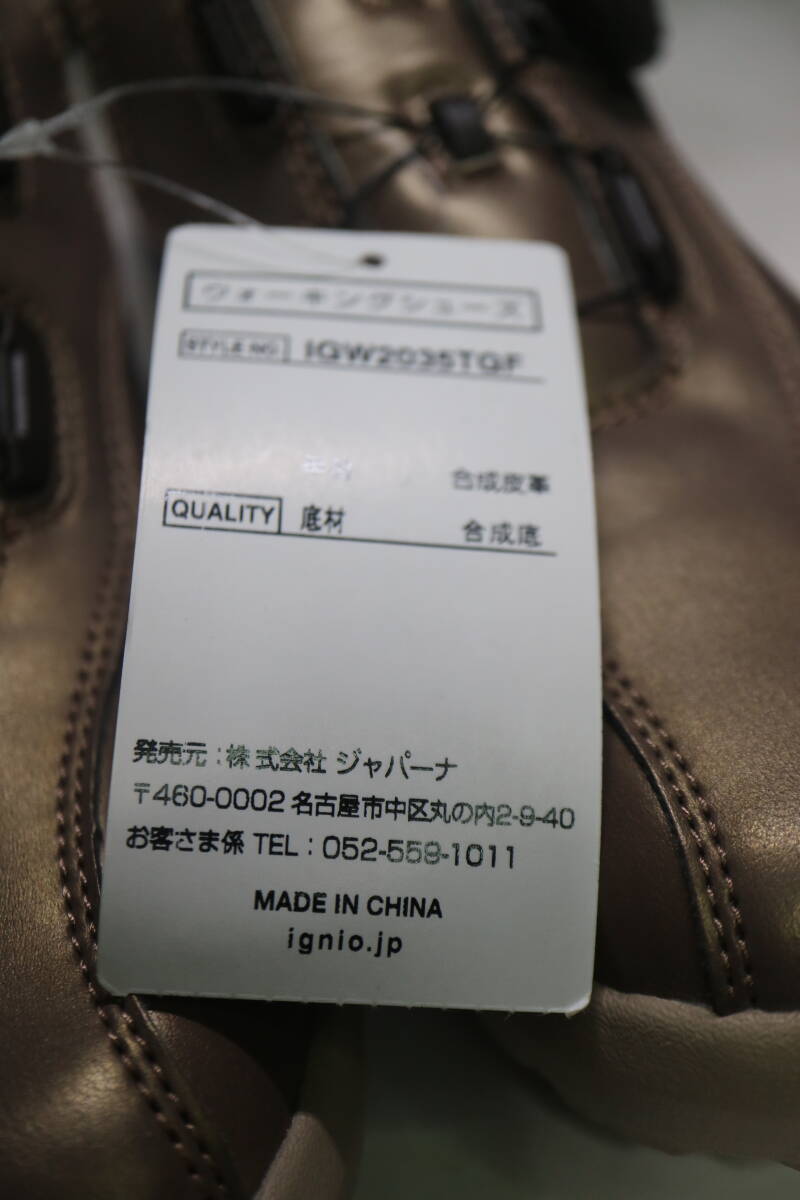 ウォーキングシューズ
STYLE NO. IGW2035TGF
合成皮革
QUALITY 底材 合成底
発売元:株式会社 ジャパーナ
〒460-0002 名古屋市中区丸の内2-9-40
お客さま係 TEL:052-559-1011
MADE IN CHINA
ignio.jp